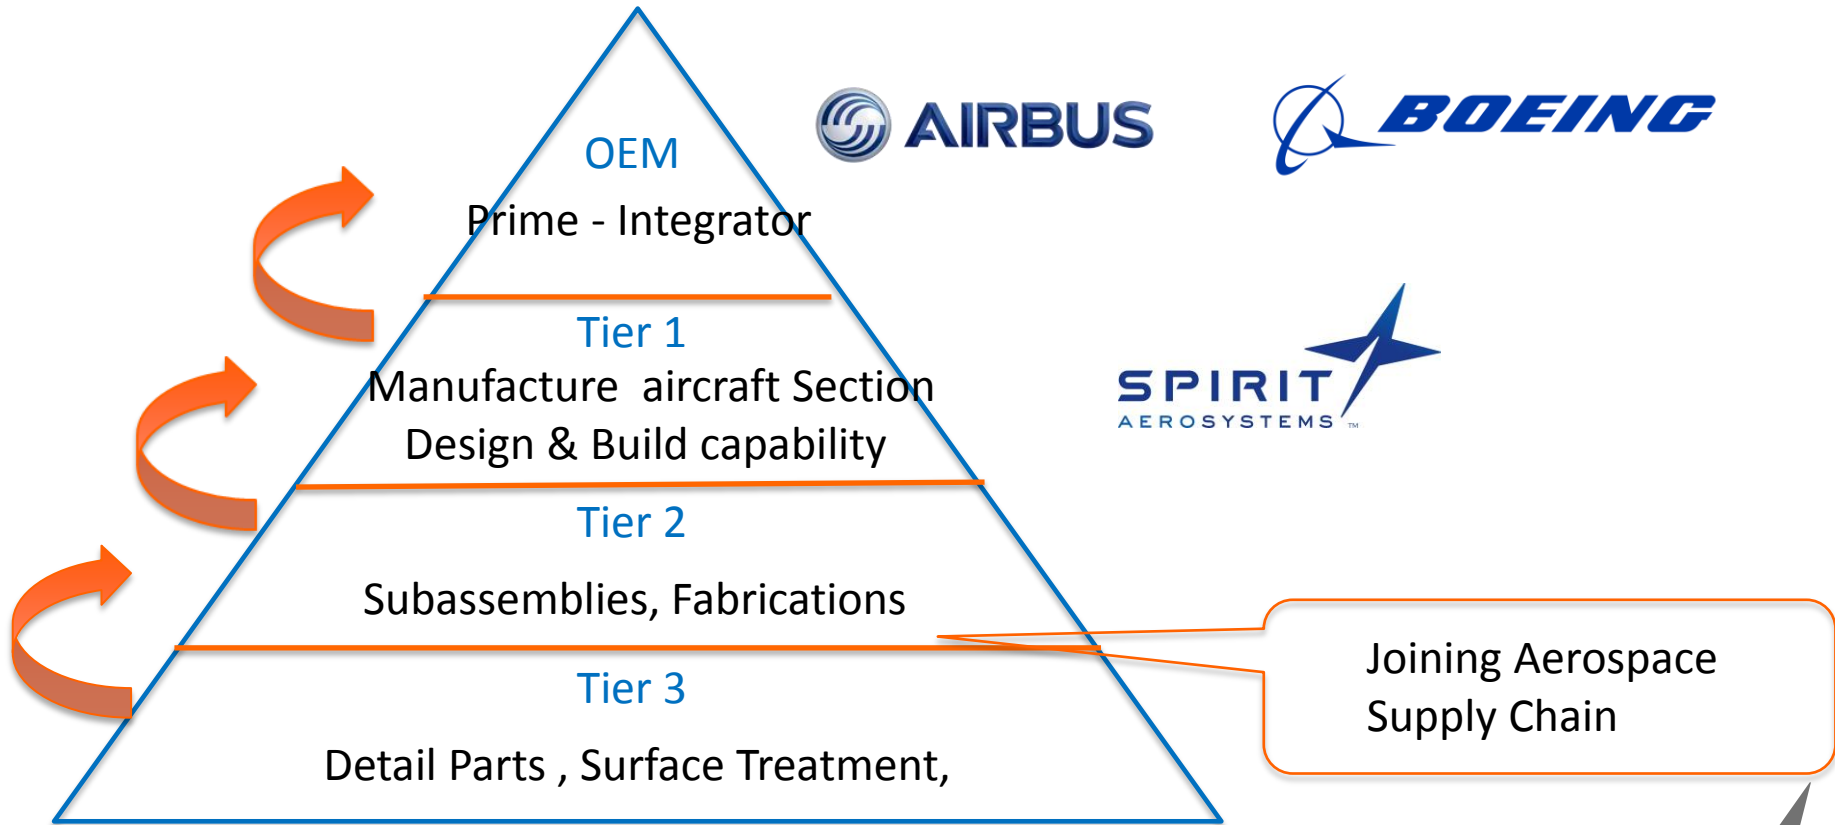 AIRBUS
BOEING
OEM
Prime - Integrator
Tier 1
Manufacture  aircraft Section
Design & Build capability
SPIRIT
AEROSYSTEMS ™
Tier 2
Subassemblies, Fabrications
Tier 3
Detail Parts , Surface Treatment,
Joining Aerospace
Supply Chain